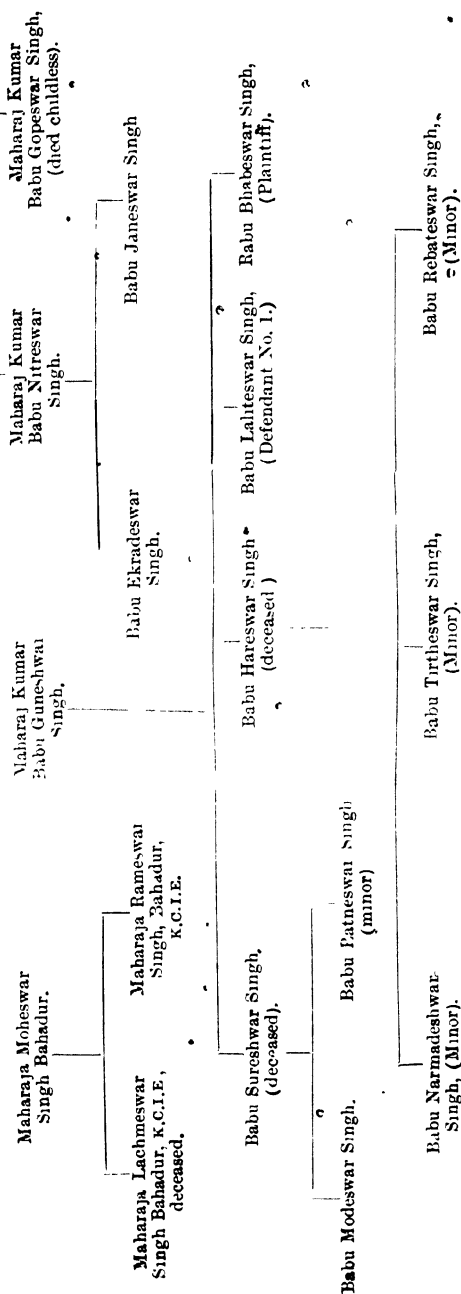 Maharaja Moheswar
Singh Bahadur.
Maharaj Kumar
Babu Guneshwar
Singh.
Maharaj Kumar
Babu Nitreswar
Singh.
Maharaj Kumar
Babu Gopeswar Singh,
(died childless).
Maharaja Lachmeswar
Singh Bahadur, K.C.I.E.,
deceased.
Maharaja Rameswar
Singh, Bahadur,
K.C.I.E.
Babu Ekradeswar
Singh.
Babu Janeswar Singh
Babu Sureshwar Singh,
(deceased).
Babu Hareswar Singh
(deceased)
Babu Laliteswar Singh,
(Defendant No. 1.)
Babu Bhabeswar Singh,
(Plaintiff).
Babu Modeswar Singh.
Babu Ratneswar Singh
(minor)
Babu Narmadeshwar
Singh, (Minor).
Babu Tirtheswar Singh,
(Minor).
Babu Rebateswar Singh,
(Minor).